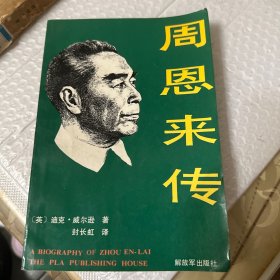 周恩来传
〔英〕迪克·威尔逊 著
封长虹 译
A BIOGRAPHY OF ZHOU EN-LAI
THE PLA PUBLISHING HOUSE
解放军出版社